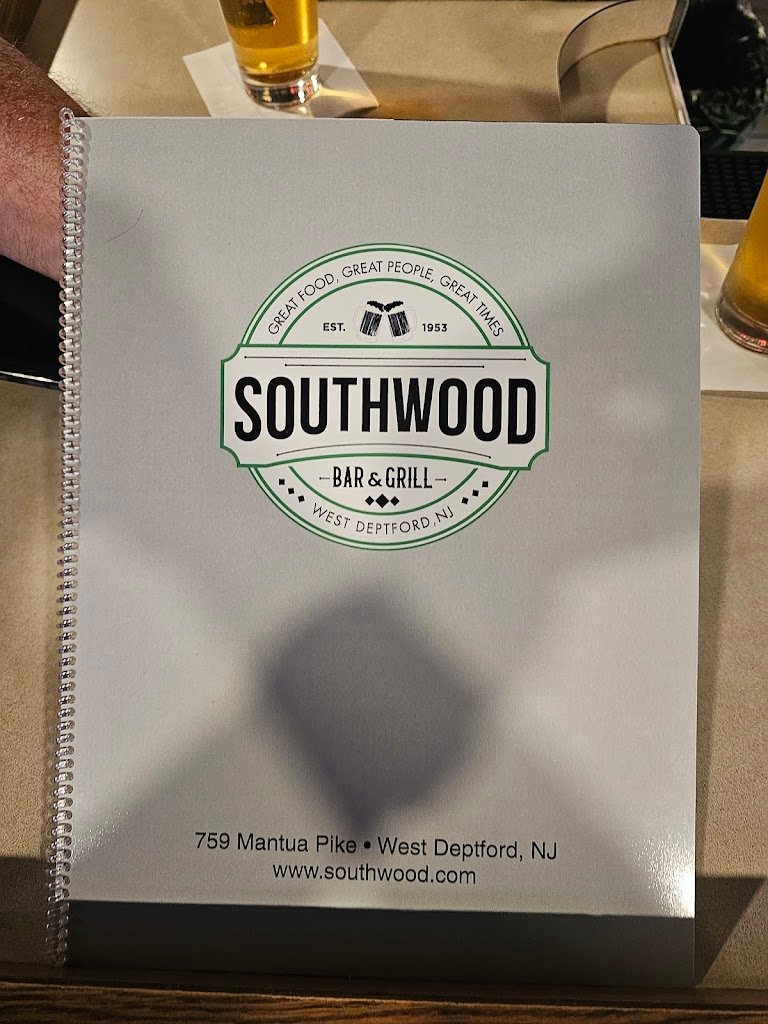 GREAT FOOD, GREAT PEOPLE, GREAT TIMES
EST. 1953
SOUTHWOOD
BAR & GRILL
WEST DEPTFORD, NJ
759 Mantua Pike • West Deptford, NJ
www.southwood.com